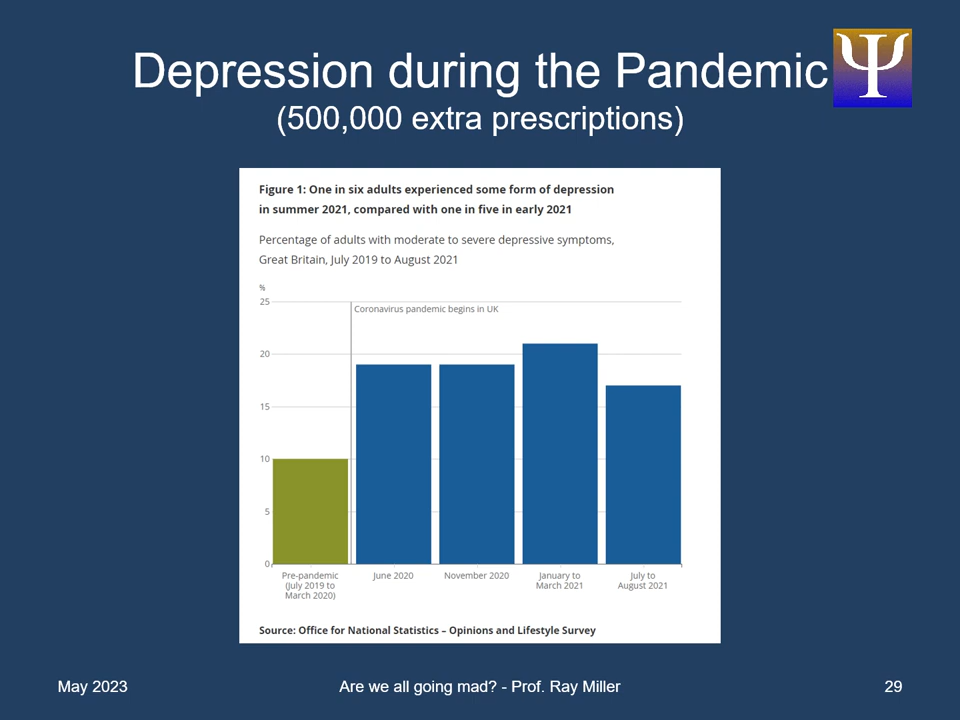 Depression during the Pandemic
(500,000 extra prescriptions)
Ψ
Figure 1: One in six adults experienced some form of depression
in summer 2021, compared with one in five in early 2021
Percentage of adults with moderate to severe depressive symptoms,
Great Britain, July 2019 to August 2021
%
25
Coronavirus pandemic begins in UK
20
15
10
5
0
Pre-pandemic
(July 2019 to
March 2020)
June 2020
November 2020
January to
March 2021
July to
August 2021
Source: Office for National Statistics – Opinions and Lifestyle Survey
May 2023
Are we all going mad? - Prof. Ray Miller
29